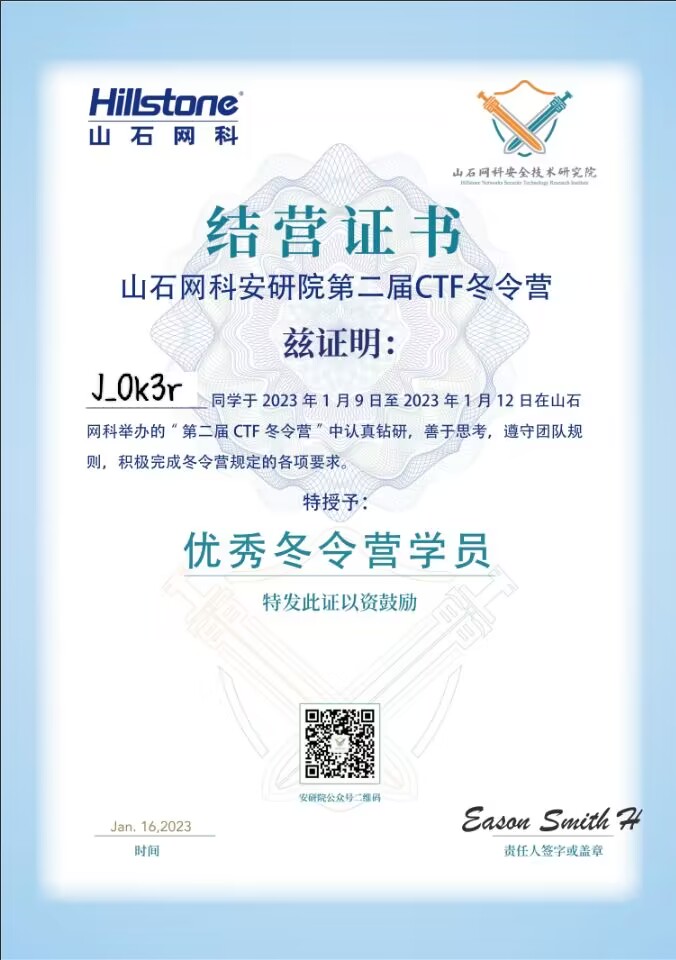 Hillstone®
山石网科
山石网科安全技术研究院
Hillstone Networks Security Technology Research Institute
结营证书
山石网科安研院第二届CTF冬令营
兹证明：
J_0k3r 同学于 2023 年 1 月 9 日至 2023 年 1 月 12 日在山石
网科举办的“第二届 CTF 冬令营”中认真钻研，善于思考，遵守团队规
则，积极完成冬令营规定的各项要求。
特授予：
优秀冬令营学员
特发此证以资鼓励
安研院公众号二维码
Jan. 16,2023
时间
Eason Smith H
责任人签字或盖章